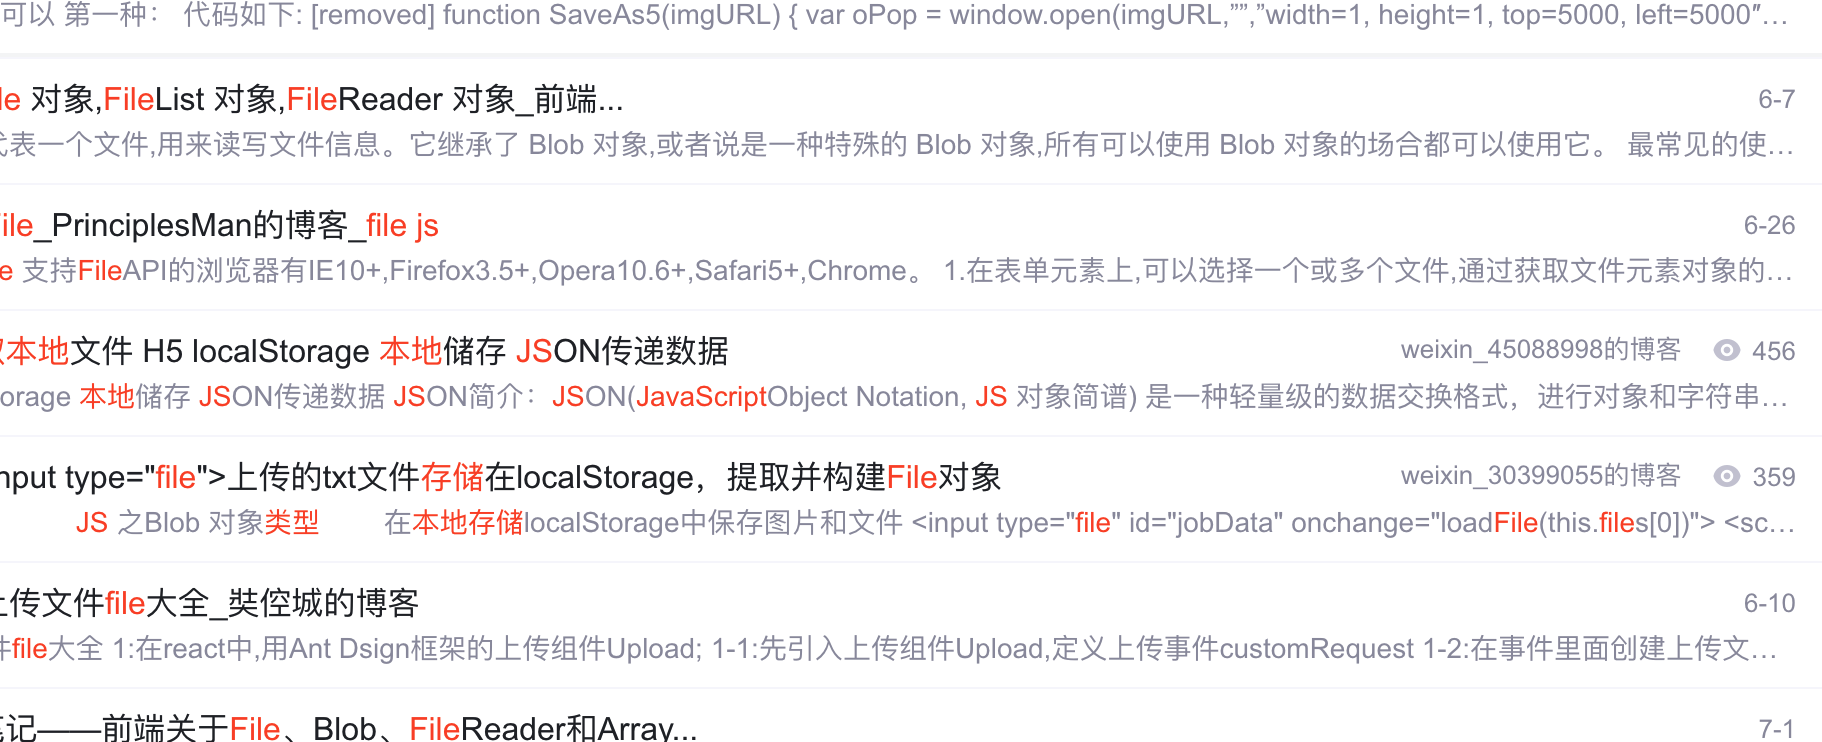 可以 第一种： 代码如下: [removed] function SaveAs5(imgURL) { var oPop = window.open(imgURL,"",”width=1, height=1, top=5000, left=5000″...
le 对象,FileList 对象,FileReader 对象_前端...
6-7
代表一个文件,用来读写文件信息。它继承了 Blob 对象,或者说是一种特殊的 Blob 对象,所有可以使用 Blob 对象的场合都可以使用它。 最常见的使...
ile_PrinciplesMan的博客_file js
6-26
e 支持FileAPI的浏览器有IE10+,Firefox3.5+,Opera10.6+,Safari5+,Chrome。 1.在表单元素上,可以选择一个或多个文件,通过获取文件元素对象的...
本地文件 H5 localStorage 本地储存 JSON传递数据
weixin_45088998的博客 456
orage 本地储存 JSON传递数据 JSON简介：JSON(JavaScriptObject Notation, JS 对象简谱) 是一种轻量级的数据交换格式，进行对象和字符串...
nput type="file">上传的txt文件存储在localStorage，提取并构建File对象
weixin_30399055的博客 359
JS 之Blob 对象类型 在本地存储localStorage中保存图片和文件 <input type="file" id="jobData" onchange="loadFile(this.files[0])"> <sc...
上传文件file大全_奘倥城的博客
6-10
件file大全 1:在react中,用Ant Dsign框架的上传组件Upload; 1-1:先引入上传组件Upload,定义上传事件customRequest 1-2:在事件里面创建上传文...
笔记——前端关于File、Blob、FileReader和Array...
7-1